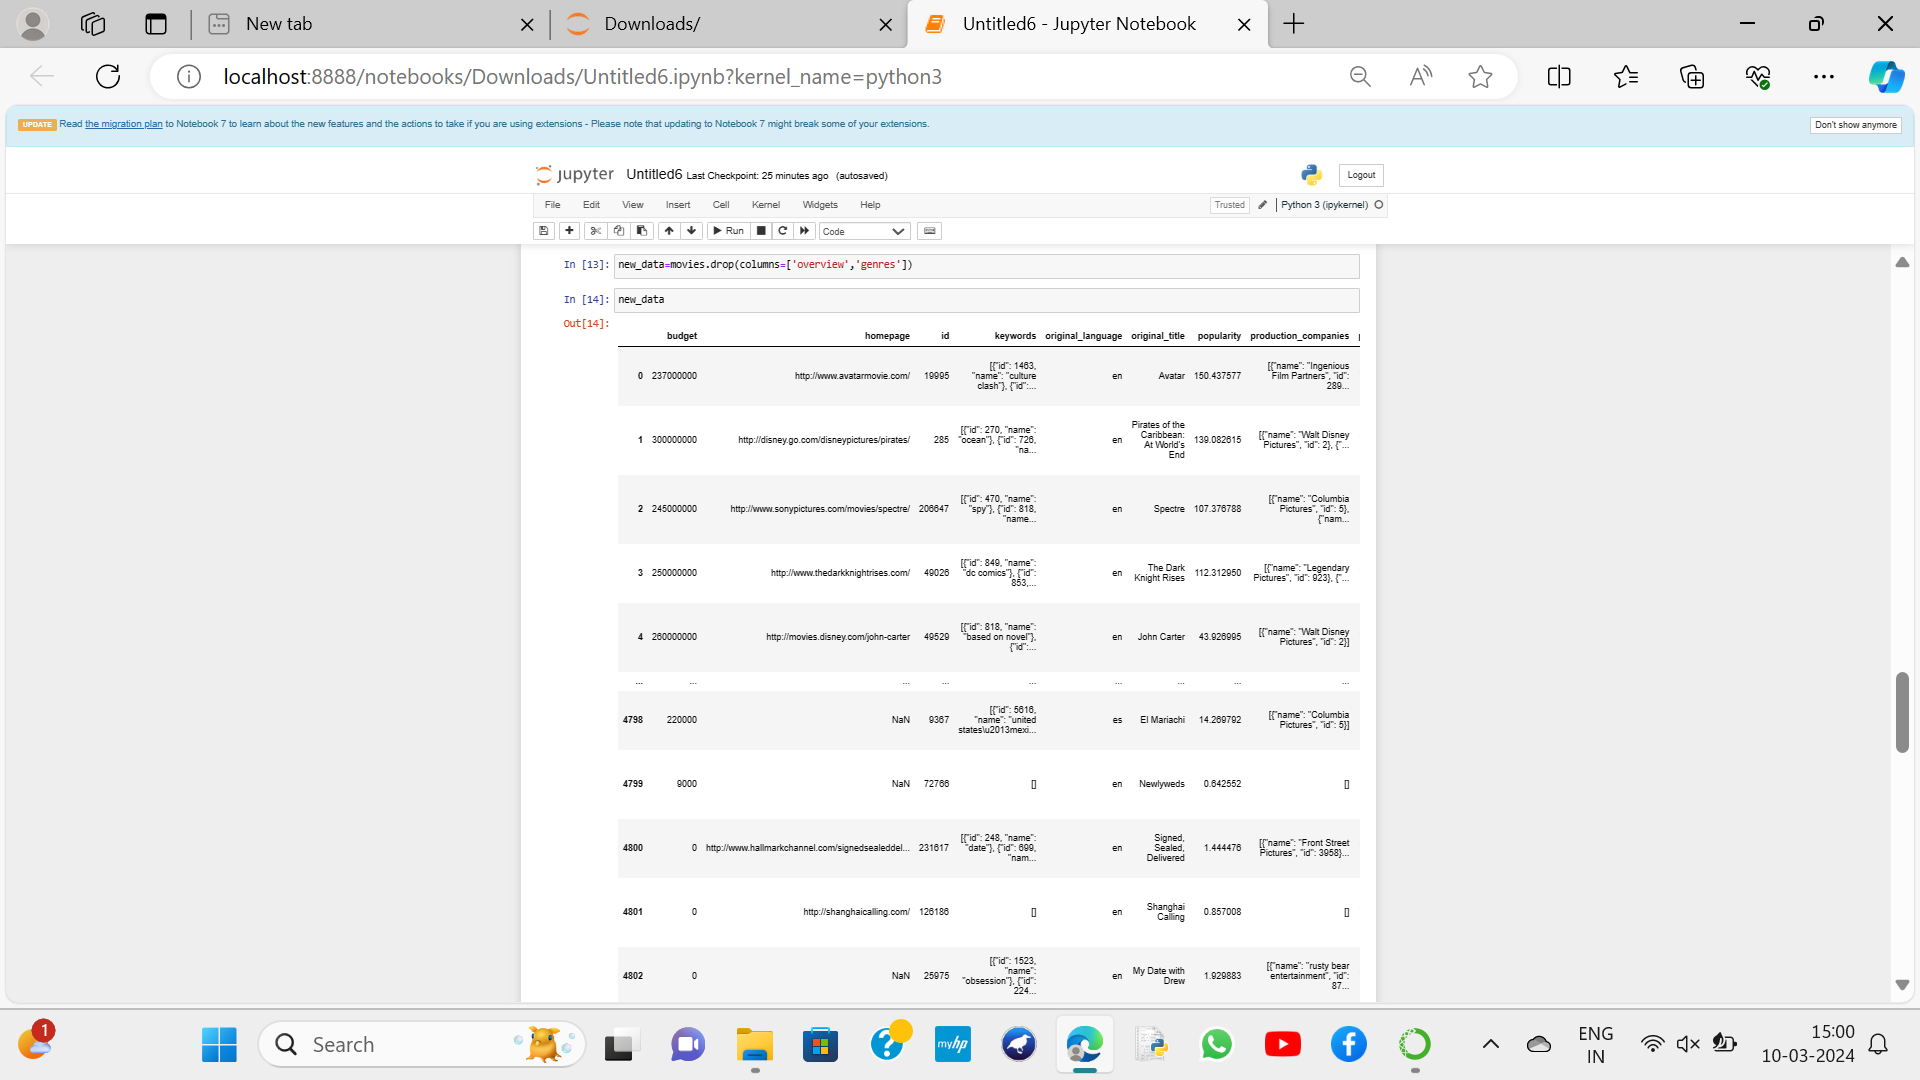 New tab
Downloads/
Untitled6 - Jupyter Notebook
localhost:8888/notebooks/Downloads/Untitled6.ipynb?kernel_name=python3
UPDATE Read the migration plan to Notebook 7 to learn about the new features and the actions to take if you are using extensions - Please note that updating to Notebook 7 might break some of your extensions.
Don't show anymore
jupyter Untitled6 Last Checkpoint: 25 minutes ago (autosaved)
Logout
File Edit View Insert Cell Kernel Widgets Help
Trusted Python 3 (ipykernel)
Run Code
In [13]: new_data=movies.drop(columns=['overview','genres'])
In [14]: new_data
Out[14]:
budget homepage id keywords original_language original_title popularity production_companies
0 237000000 http://www.avatarmovie.com/ 19995 [{"id": 1463, "name": "culture clash"}, {"id":... en Avatar 150.437577 [{"name": "Ingenious Film Partners", "id": 289...
1 300000000 http://disney.go.com/disneypictures/pirates/ 285 [{"id": 270, "name": "ocean"}, {"id": 726, "na... en Pirates of the Caribbean: At World's End 139.082615 [{"name": "Walt Disney Pictures", "id": 2}, {"...
2 245000000 http://www.sonypictures.com/movies/spectre/ 206647 [{"id": 470, "name": "spy"}, {"id": 818, "name... en Spectre 107.376788 [{"name": "Columbia Pictures", "id": 5}, {"nam...
3 250000000 http://www.thedarkknightrises.com/ 49026 [{"id": 849, "name": "dc comics"}, {"id": 853,... en The Dark Knight Rises 112.312950 [{"name": "Legendary Pictures", "id": 923}, {"...
4 260000000 http://movies.disney.com/john-carter 49529 [{"id": 818, "name": "based on novel"}, {"id":... en John Carter 43.926995 [{"name": "Walt Disney Pictures", "id": 2}]
... ... ... ... ... ... ... ... ...
4798 220000 NaN 9367 [{"id": 5616, "name": "united states\u2013mexi... es El Mariachi 14.269792 [{"name": "Columbia Pictures", "id": 5}]
4799 9000 NaN 72766 [] en Newlyweds 0.642552 []
4800 0 http://www.hallmarkchannel.com/signedsealeddel... 231617 [{"id": 248, "name": "date"}, {"id": 699, "nam... en Signed, Sealed, Delivered 1.444476 [{"name": "Front Street Pictures", "id": 3958}...
4801 0 http://shanghaicalling.com/ 126186 [] en Shanghai Calling 0.857008 []
4802 0 NaN 25975 [{"id": 1523, "name": "obsession"}, {"id": 224... en My Date with Drew 1.929883 [{"name": "rusty bear entertainment", "id": 87...
1
Search
myhp
ENG
IN
15:00
10-03-2024